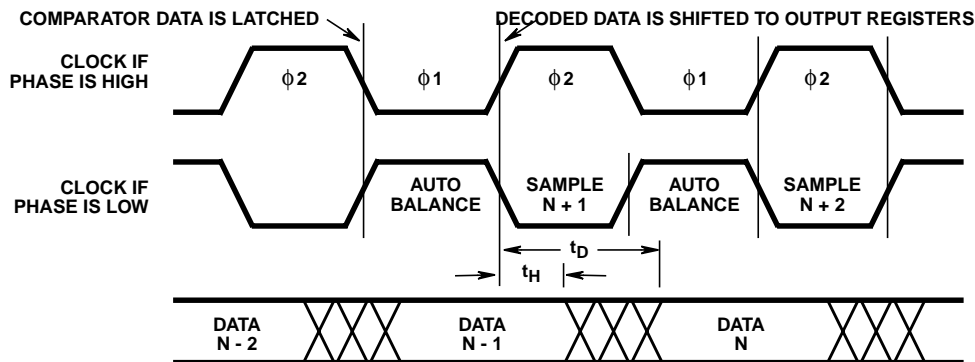 COMPARATOR DATA IS LATCHED
DECODED DATA IS SHIFTED TO OUTPUT REGISTERS
CLOCK IF
PHASE IS HIGH
ϕ2
ϕ1
ϕ2
ϕ1
ϕ2
CLOCK IF
PHASE IS LOW
AUTO
BALANCE
SAMPLE
N + 1
AUTO
BALANCE
SAMPLE
N + 2
tD
tH
DATA
N - 2
DATA
N - 1
DATA
N